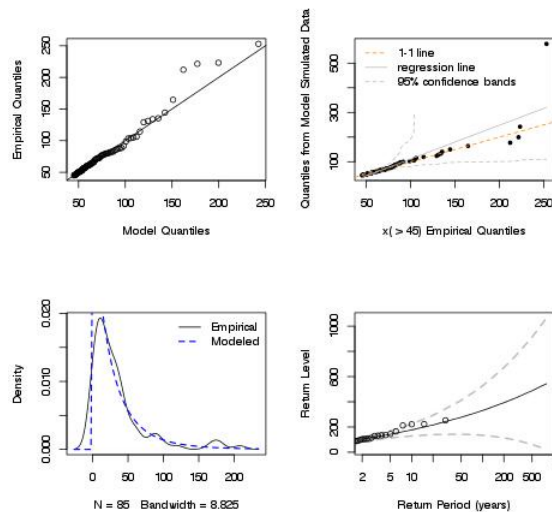 Empirical Quantiles
50 100 150 200 250
50 100 150 200 250
Model Quantiles
Quantiles from Model Simulated Data
100 300 500
1-1 line
regression line
95% confidence bands
50 100 150 200 250
x( > 45) Empirical Quantiles
Density
0.000 0.010 0.020
Empirical
Modeled
0 50 100 150 200
N = 85 Bandwidth = 8.825
Return Level
0 200 400 600 1000
2 5 10 20 50 100 500
Return Period (years)